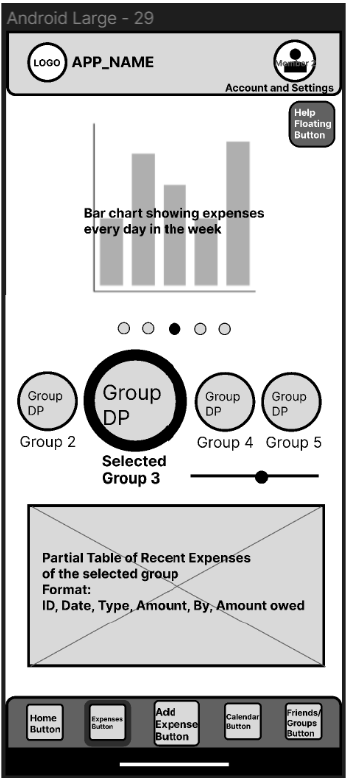 Android Large - 29
LOGO
APP_NAME
Member 2
Account and Settings
Help
Floating
Button
Bar chart showing expenses
every day in the week
Group
DP
Group 2
Group
DP
Selected
Group 3
Group
DP
Group 4
Group
DP
Group 5
Partial Table of Recent Expenses
of the selected group
Format:
ID, Date, Type, Amount, By, Amount owed
Home
Button
Expenses
Button
Add
Expense
Button
Calendar
Button
Friends/
Groups
Button